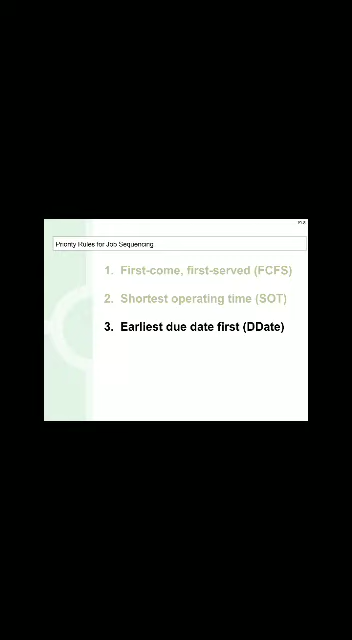 Priority Rules for Job Sequencing
1. First-come, first-served (FCFS)
2. Shortest operating time (SOT)
3. Earliest due date first (DDate)